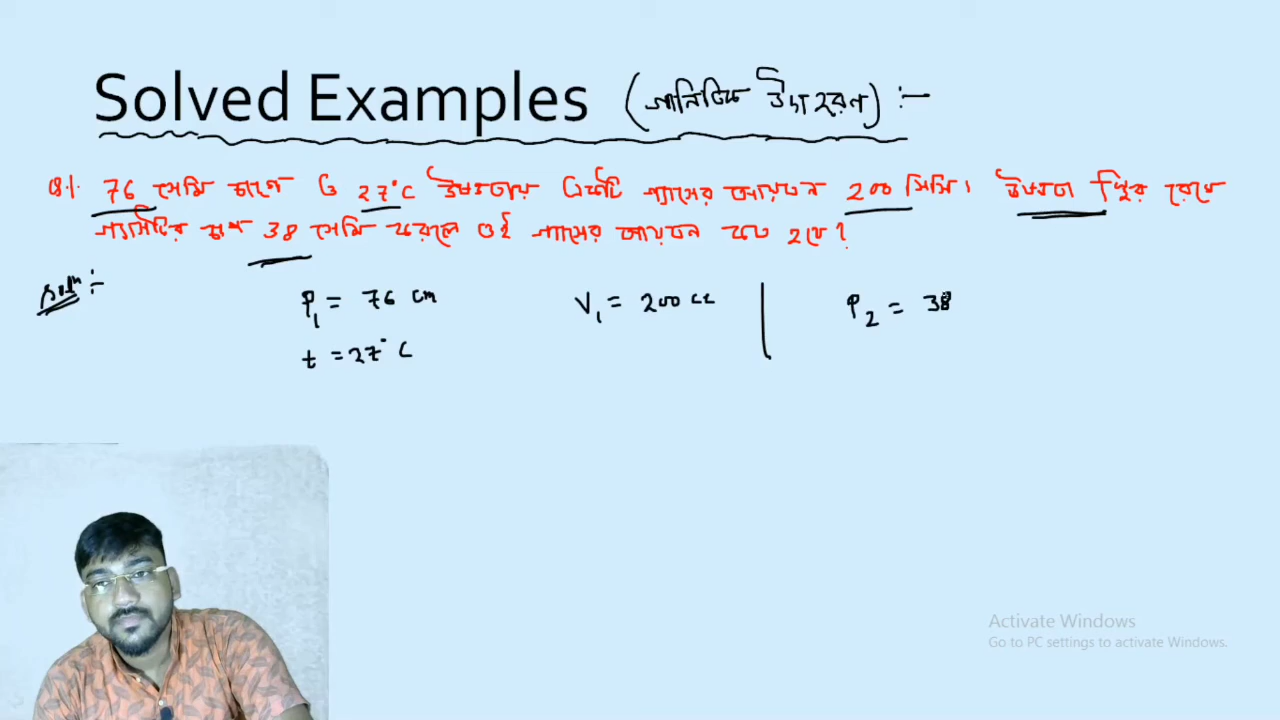 Solved Examples (গানিতিক উদাহরণ) :-
Q1. 76 সেমি চাপে ও 27°C উষ্ণতায় একটি গ্যাসের আয়তন 200 সিসি। উষ্ণতা স্থির রেখে
গ্যাসটির চাপ 38 সেমি করলে ওই গ্যাসের আয়তন কত হবে?
Soln :-
P₁ = 76 cm V₁ = 200 cc P₂ = 38
t = 27° C
Activate Windows
Go to PC settings to activate Windows.